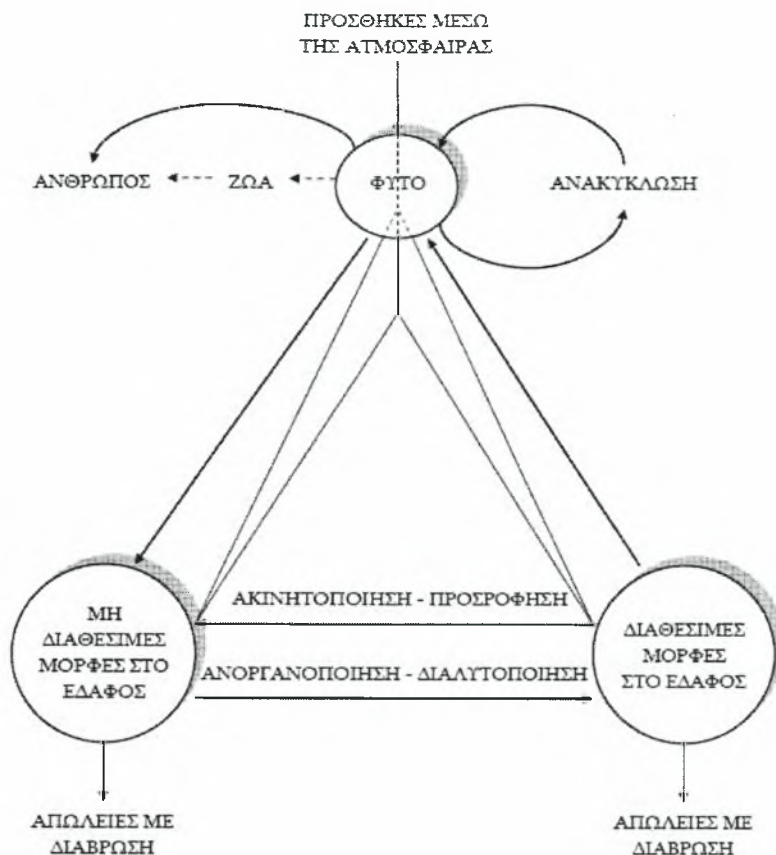 ΠΡΟΣΘΗΚΕΣ ΜΕΣΩ
ΤΗΣ ΑΤΜΟΣΦΑΙΡΑΣ
ΑΝΘΡΩΠΟΣ
ΖΩΑ
ΦΥΤΟ
ΑΝΑΚΥΚΛΩΣΗ
ΑΚΙΝΗΤΟΠΟΙΗΣΗ - ΠΡΟΣΡΟΦΗΣΗ
ΜΗ
ΔΙΑΘΕΣΙΜΕΣ
ΜΟΡΦΕΣ ΣΤΟ
ΕΔΑΦΟΣ
ΔΙΑΘΕΣΙΜΕΣ
ΜΟΡΦΕΣ
ΣΤΟ ΕΔΑΦΟΣ
ΑΝΟΡΓΑΝΟΠΟΙΗΣΗ - ΔΙΑΛΥΤΟΠΟΙΗΣΗ
ΑΠΩΛΕΙΕΣ ΜΕ
ΔΙΑΒΡΩΣΗ
ΑΠΩΛΕΙΕΣ ΜΕ
ΔΙΑΒΡΩΣΗ